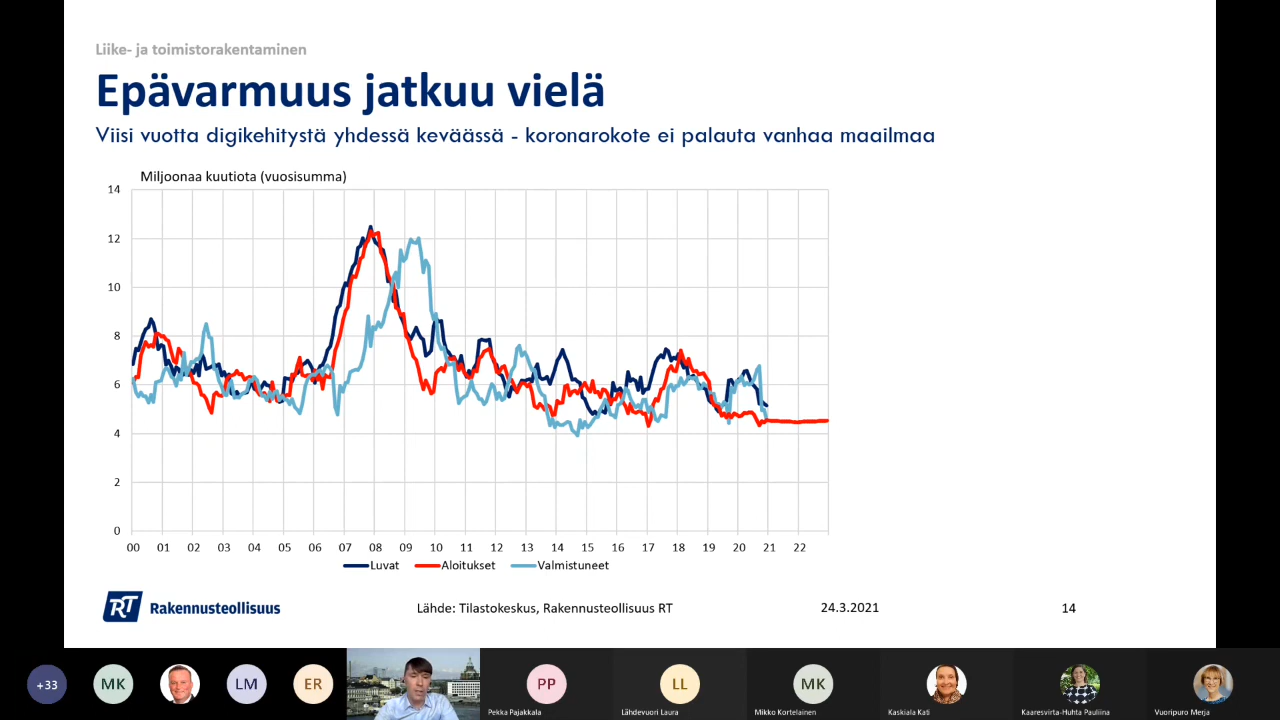 Liike- ja toimistorakentaminen
Epävarmuus jatkuu vielä
Viisi vuotta digikehitystä yhdessä keväässä - koronarokote ei palauta vanhaa maailmaa
Miljoonaa kuutiota (vuosisumma)
14
12
10
8
6
4
2
0
00 01 02 03 04 05 06 07 08 09 10 11 12 13 14 15 16 17 18 19 20 21 22
Luvat Aloitukset Valmistuneet
RT Rakennusteollisuus
Lähde: Tilastokeskus, Rakennusteollisuus RT
24.3.2021
14
+33
MK
LM
ER
PP
LL
MK
Pekka Pajakkala
Lähdevuori Laura
Mikko Kortelainen
Kaskiala Kati
Kaaresvirta-Huhta Pauliina
Vuoripuro Merja